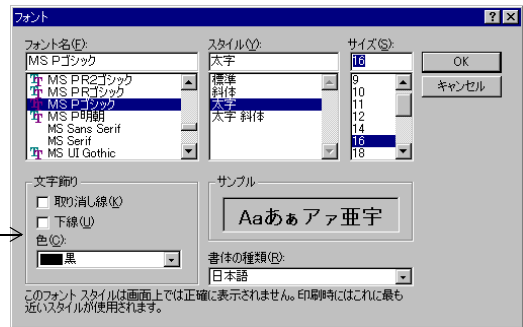 フォント
フォント名(F):
MS Pゴシック
MS PR2ゴシック
MS PRゴシック
MS Pゴシック
MS P明朝
MS Sans Serif
MS Serif
MS UI Gothic
スタイル(Y):
太字
標準
斜体
太字
太字 斜体
サイズ(S):
16
9
10
11
12
14
16
18
OK
キャンセル
文字飾り
取り消し線(K)
下線(U)
色(C):
黒
サンプル
Aaあぁアァ亜宇
書体の種類(R):
日本語
このフォント スタイルは画面上では正確に表示されません。印刷時にはこれに最も
近いスタイルが使用されます。